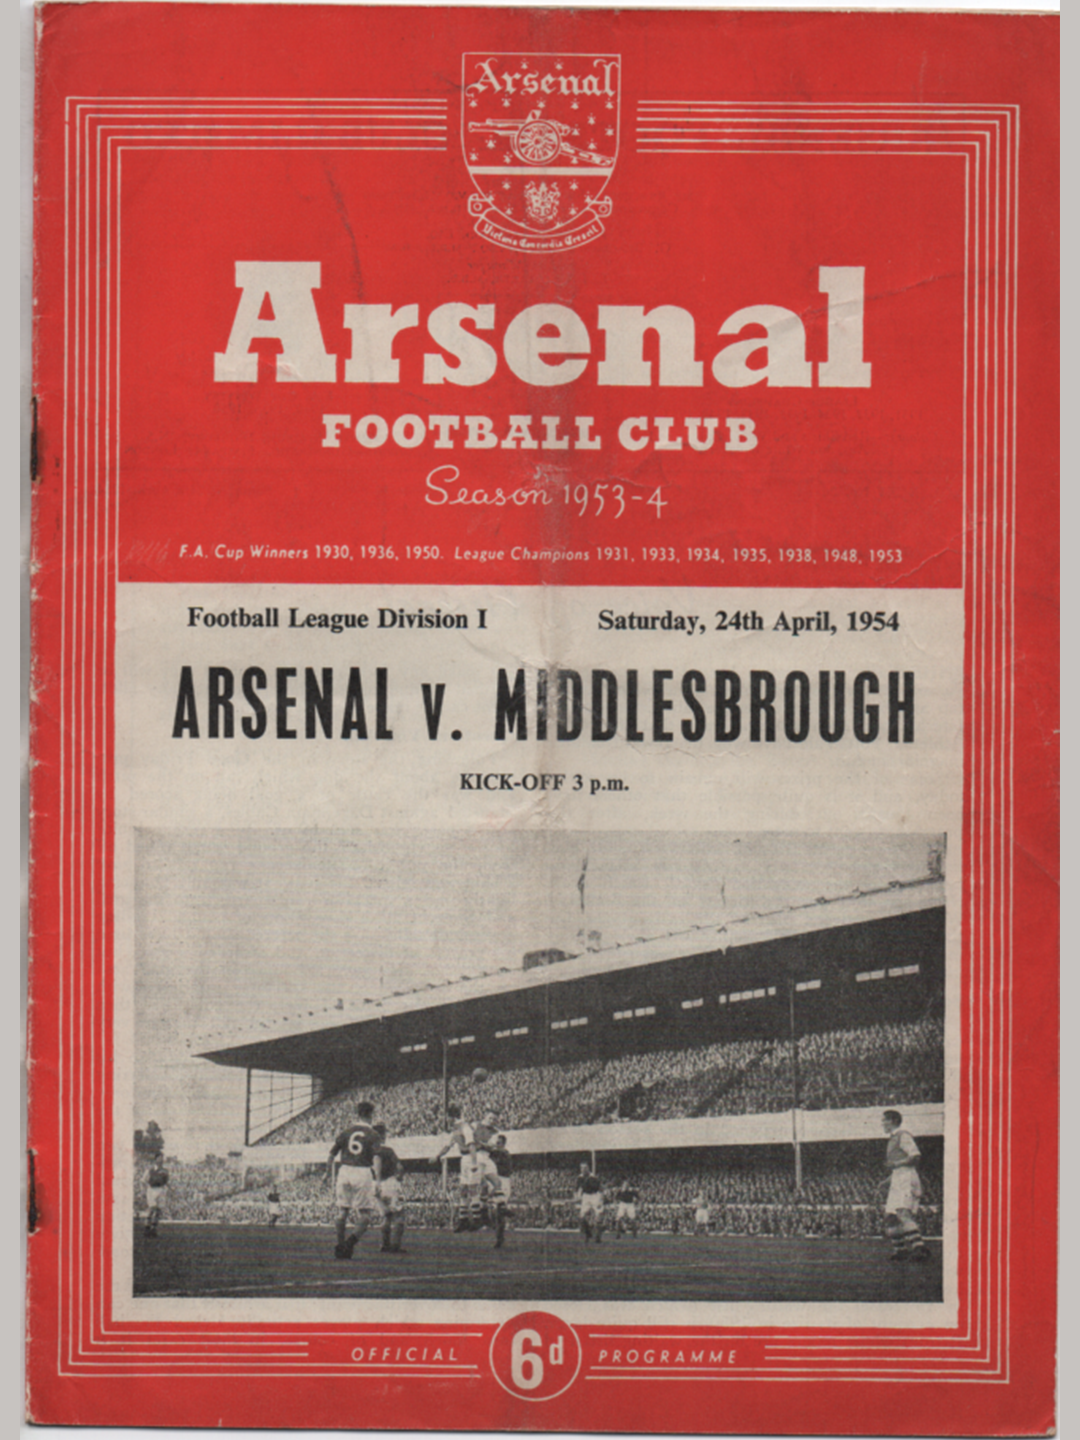 Arsenal
Victoria Concordia Crescit
Arsenal
FOOTBALL CLUB
Season 1953-4
F.A. Cup Winners 1930, 1936, 1950. League Champions 1931, 1933, 1934, 1935, 1938, 1948, 1953
Football League Division I Saturday, 24th April, 1954
ARSENAL v. MIDDLESBROUGH
KICK-OFF 3 p.m.
6
OFFICIAL 6d PROGRAMME